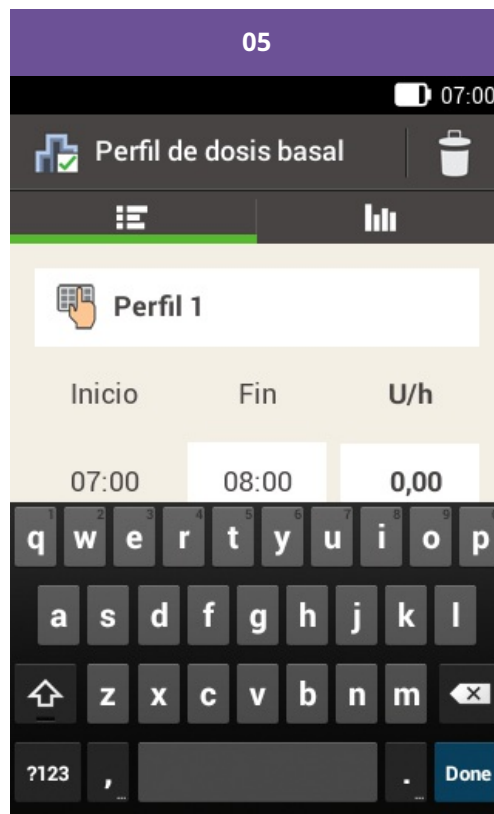 05
07:00
Perfil de dosis basal
Perfil 1
Inicio Fin U/h
07:00 08:00 0,00
1 2 3 4 5 6 7 8 9
q w e r t y u i o p
a s d f g h j k l
z x c v b n m
?123 , ... . ... Done